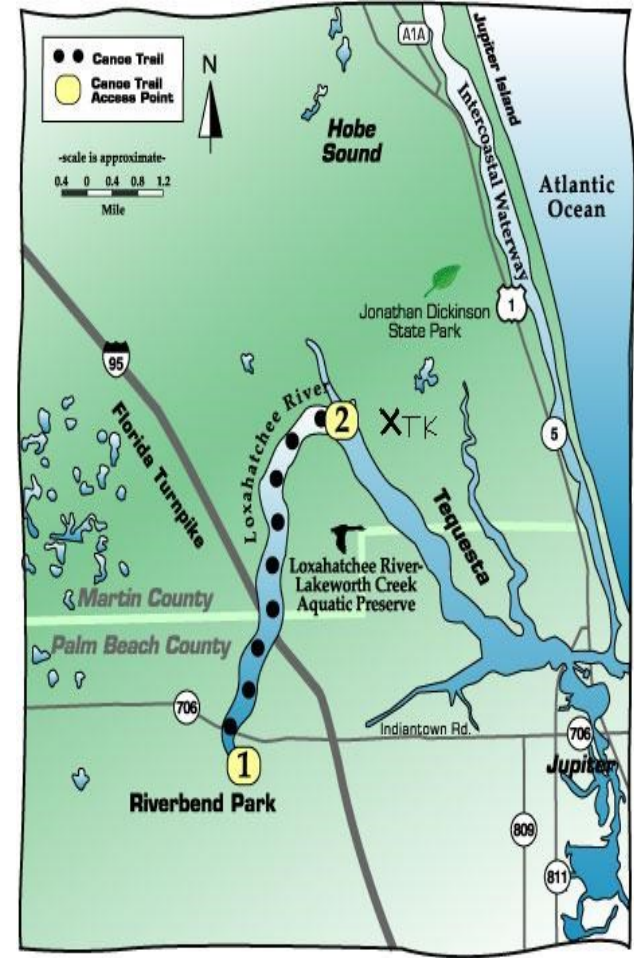 Canoe Trail
Canoe Trail
Access Point
N
-scale is approximate-
0.4 0 0.4 0.8 1.2
Mile
A1A
Jupiter Island
Intercoastal Waterway
Hobe
Sound
Atlantic
Ocean
Jonathan Dickinson
State Park
1
95
Florida Turnpike
Loxahatchee River
2
XTK
5
Tequesta
Loxahatchee River-
Lakeworth Creek
Aquatic Preserve
Martin County
Palm Beach County
706
Indiantown Rd.
706
Jupiter
1
Riverbend Park
809
811